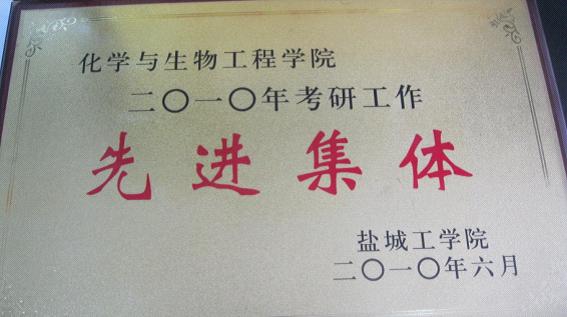 化学与生物工程学院
二〇一〇年考研工作
先进集体
盐城工学院
二〇一〇年六月